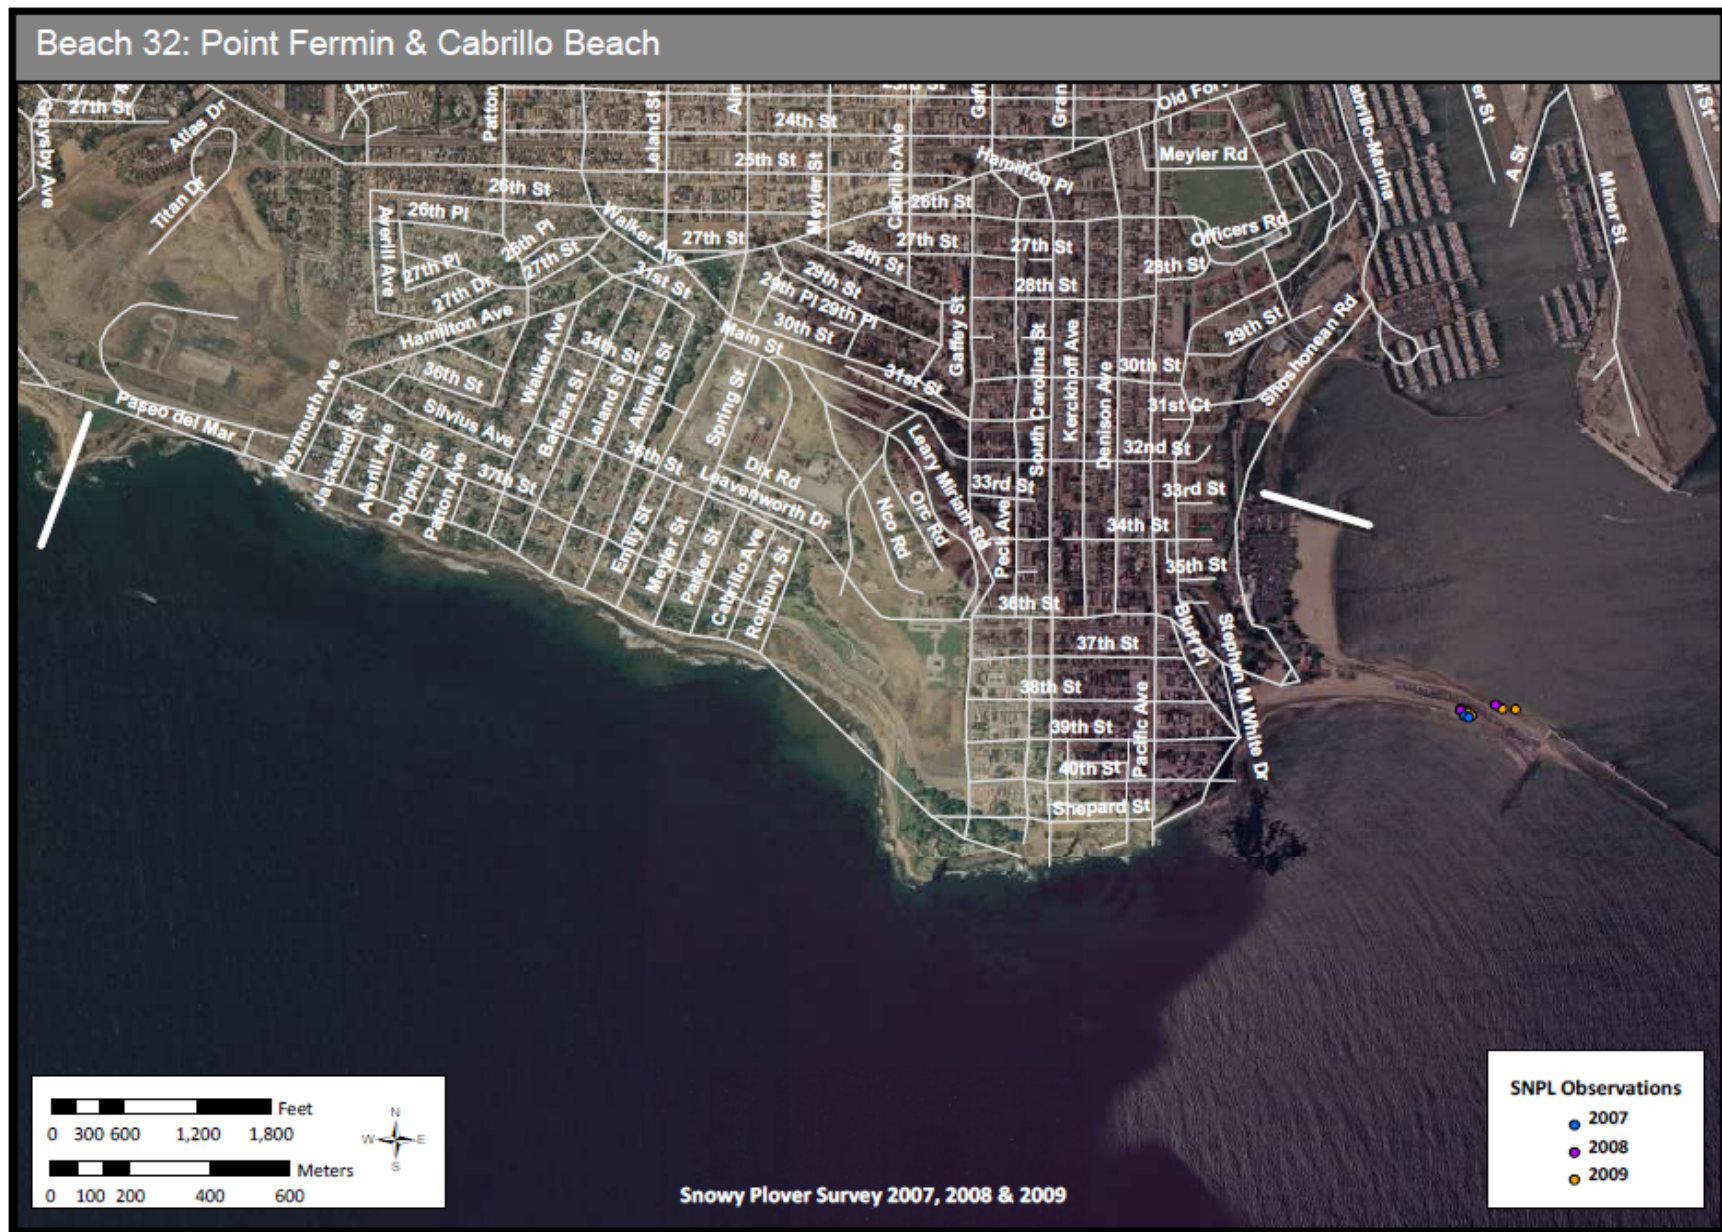 Beach 32: Point Fermin & Cabrillo Beach
27th St
Graysby Ave
Atlas Dr
Titan Dr
Patton
Leland St
24th St
25th St
26th St
Meyler St
Cabrillo Ave
Hamilton Pl
Meyler Rd
A St
Miner St
Averill Ave
26th Pl
26th Pl
27th Pl
27th St
27th Dr
Walker Ave
27th St
26th St
27th St
27th St
Officers Rd
28th St
28th St
28th St
29th St
29th Pl
29th Pl
30th St
31st St
Hamilton Ave
Main St
31st St
Gaffey St
South Carolina St
Kerckhoff Ave
Denison Ave
29th St
Shoshonean Rd
30th St
31st Ct
32nd St
33rd St
33rd St
34th St
35th St
36th St
Paseo del Mar
Weymouth Ave
36th St
Silvius Ave
Walker Ave
34th St
Barbara St
Leland St
Almeria St
Spring St
36th St
Dix Rd
Leavenworth Dr
Leary Miriam Rd
Orc Rd
Nco Rd
Peck Ave
Jackstadt St
Averill Ave
Dolphin St
Patton Ave
37th St
Emily St
Meyler St
Parker St
Cabrillo Ave
Roxbury St
Bluff Pl
Stephen M White Dr
37th St
38th St
39th St
Pacific Ave
40th St
Shepard St
Feet
0 300 600 1,200 1,800
Meters
0 100 200 400 600
N
W E
S
Snowy Plover Survey 2007, 2008 & 2009
SNPL Observations
2007
2008
2009